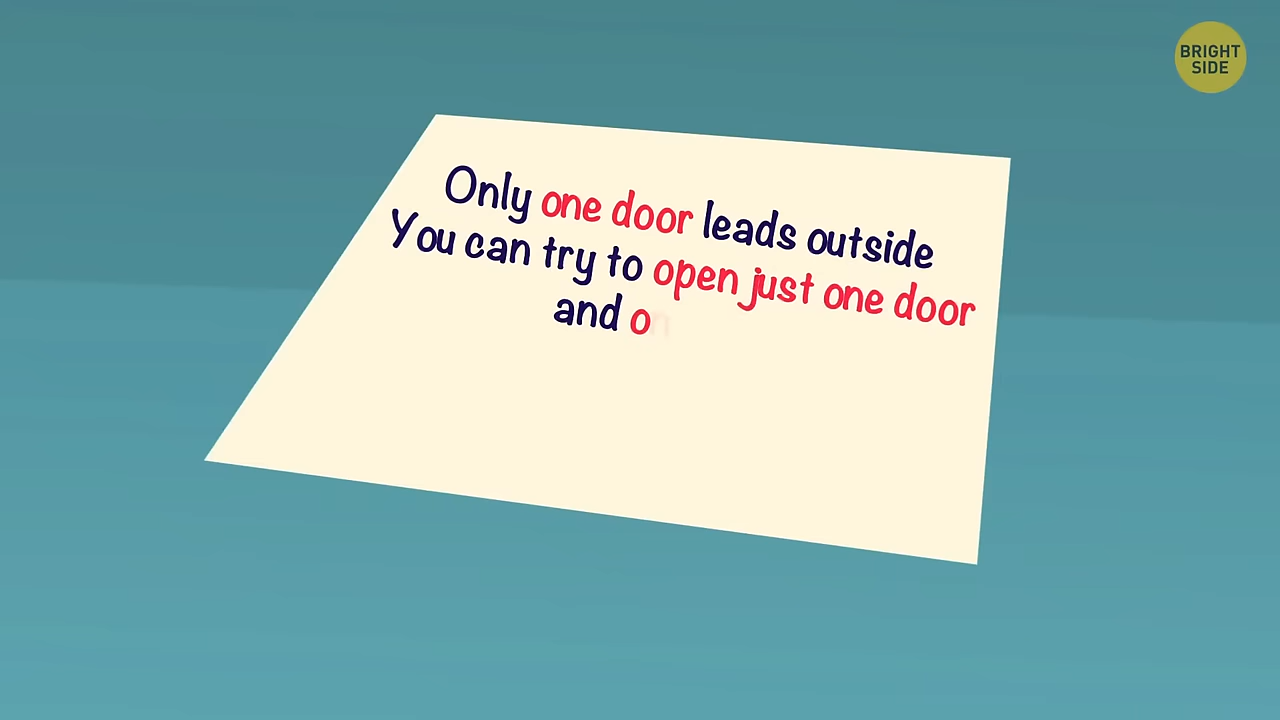 BRIGHT
SIDE
Only one door leads outside
You can try to open just one door
and o